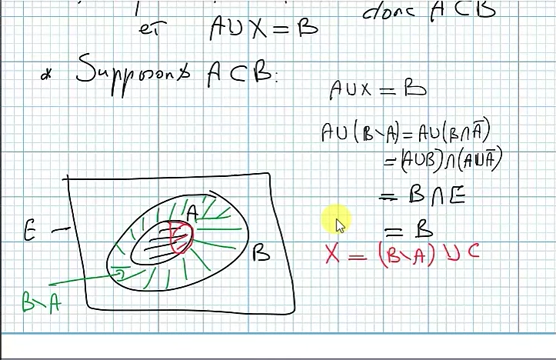 et A∪X = B
donc A⊂B
* Supposons A⊂B:
A∪X = B
A∪(B\A) = A∪(B∩Ā)
= (A∪B)∩(A∪Ā)
= B∩E
= B
X = (B\A) ∪ C
E
A
B
B\A